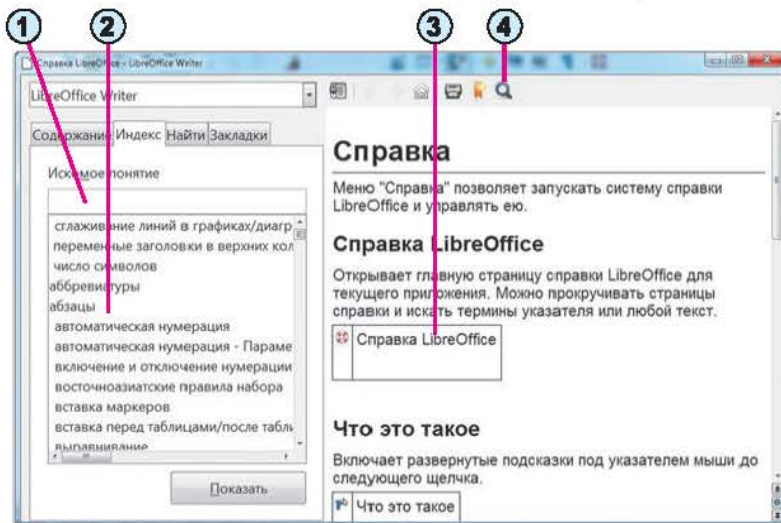 1 2 3 4
Справка LibreOffice - LibreOffice Writer
LibreOffice Writer
Содержание Индекс Найти Закладки
Искомое понятие
сглаживание линий в графиках/диагр
переменные заголовки в верхних кол
число символов
аббревиатуры
абзацы
автоматическая нумерация
автоматическая нумерация - Параме
включение и отключение нумерации
восточноазиатские правила набора
вставка маркеров
вставка перед таблицами/после табли
выравнивание
Показать
Справка
Меню "Справка" позволяет запускать систему справки
LibreOffice и управлять ею.
Справка LibreOffice
Открывает главную страницу справки LibreOffice для
текущего приложения. Можно прокручивать страницы
справки и искать термины указателя или любой текст.
Справка LibreOffice
Что это такое
Включает развернутые подсказки под указателем мыши до
следующего щелчка.
Что это такое